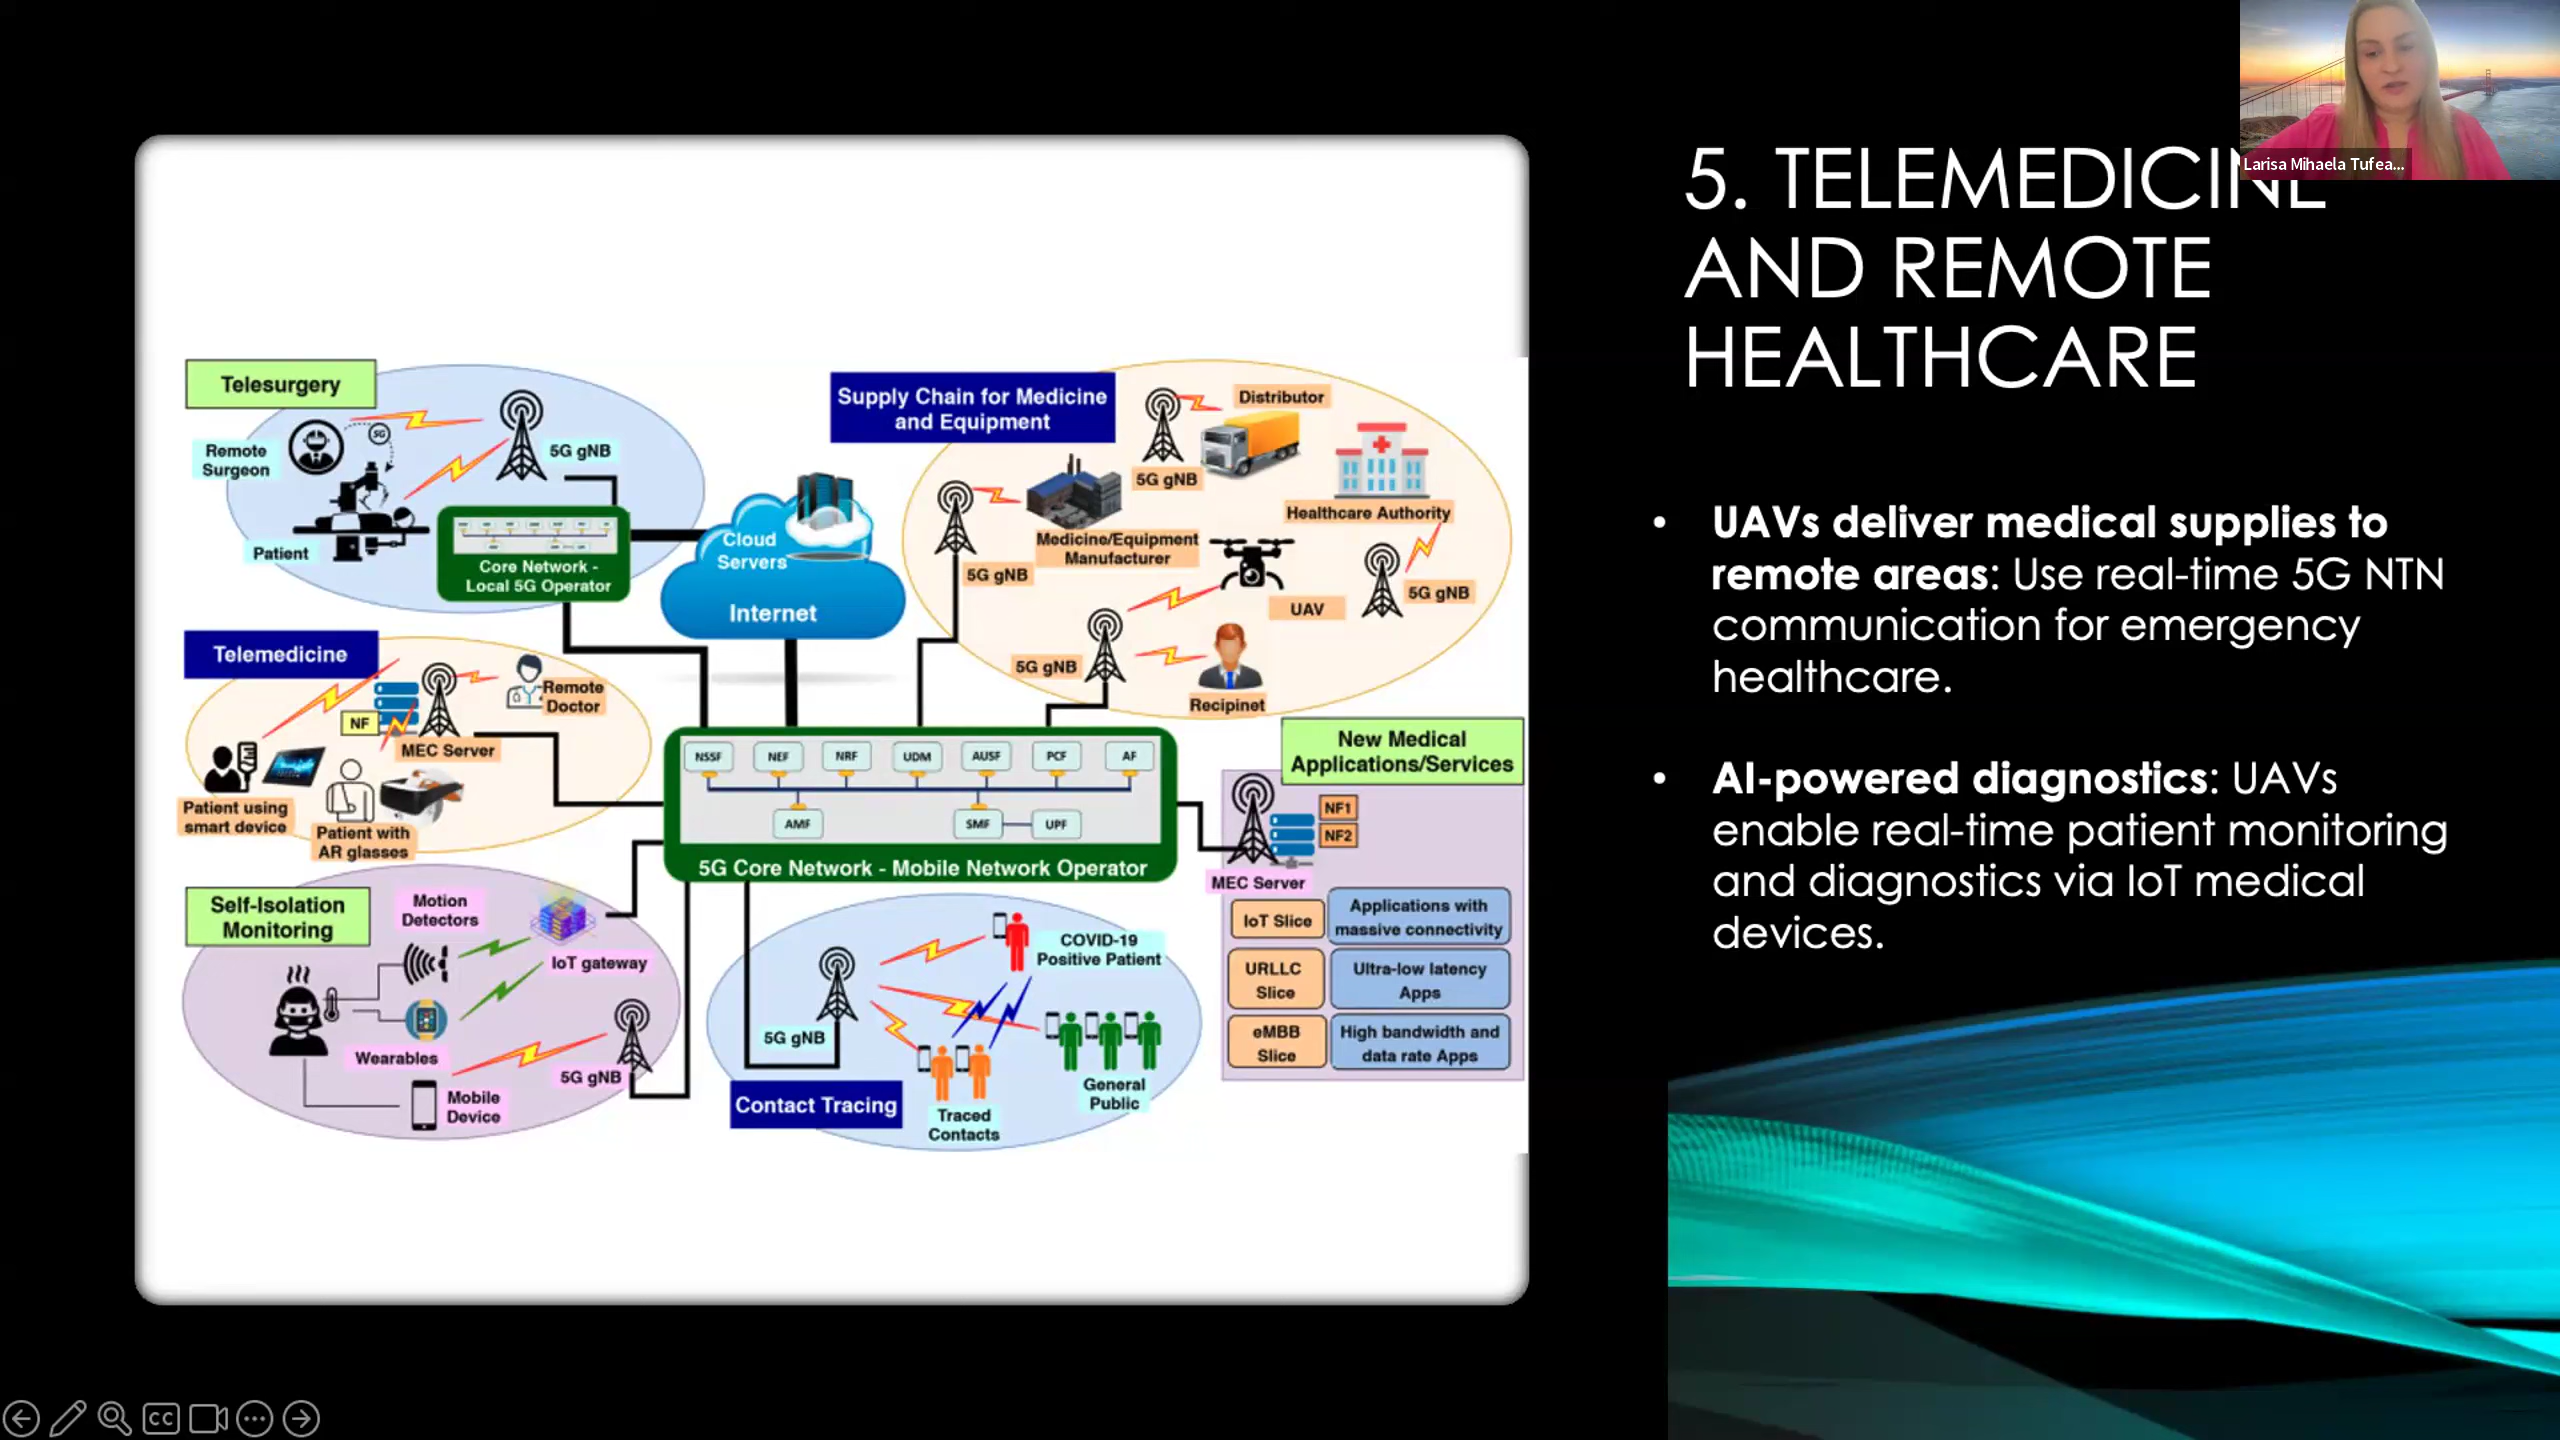 Larisa Mihaela Tufea...
5. TELEMEDICINE
AND REMOTE
HEALTHCARE
• UAVs deliver medical supplies to
remote areas: Use real-time 5G NTN
communication for emergency
healthcare.
• AI-powered diagnostics: UAVs
enable real-time patient monitoring
and diagnostics via IoT medical
devices.
Telesurgery
Remote
Surgeon
5G
5G gNB
Patient
Core Network -
Local 5G Operator
Cloud
Servers
Internet
Supply Chain for Medicine
and Equipment
Distributor
5G gNB
Healthcare Authority
Medicine/Equipment
Manufacturer
5G gNB
UAV
5G gNB
5G gNB
Recipinet
Telemedicine
Remote
Doctor
NF
MEC Server
Patient using
smart device
Patient with
AR glasses
NSSF
NEF
NRF
UDM
AUSF
PCF
AF
AMF
SMF
UPF
5G Core Network - Mobile Network Operator
New Medical
Applications/Services
NF1
NF2
MEC Server
IoT Slice
Applications with
massive connectivity
URLLC
Slice
Ultra-low latency
Apps
eMBB
Slice
High bandwidth and
data rate Apps
Self-Isolation
Monitoring
Motion
Detectors
IoT gateway
Wearables
5G gNB
Mobile
Device
COVID-19
Positive Patient
5G gNB
General
Public
Contact Tracing
Traced
Contacts
CC